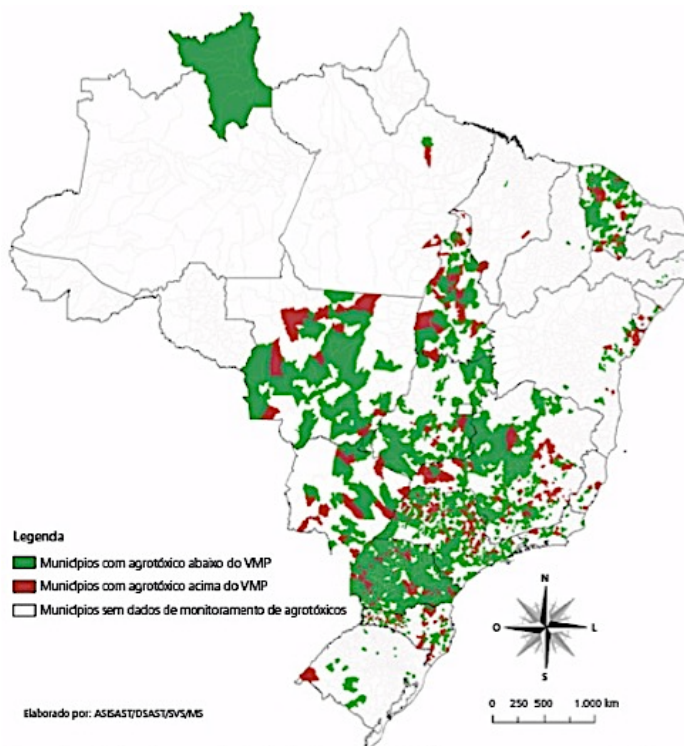 N
O
L
S
Legenda
Municípios com agrotóxico abaixo do VMP
Municípios com agrotóxico acima do VMP
Municípios sem dados de monitoramento de agrotóxicos
0 250 500 1.000 km
Elaborado por: ASISAST/DSAST/SVS/MS